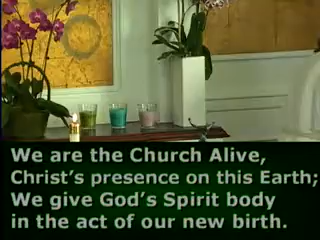 We are the Church Alive,
Christ's presence on this Earth;
We give God's Spirit body
in the act of our new birth.